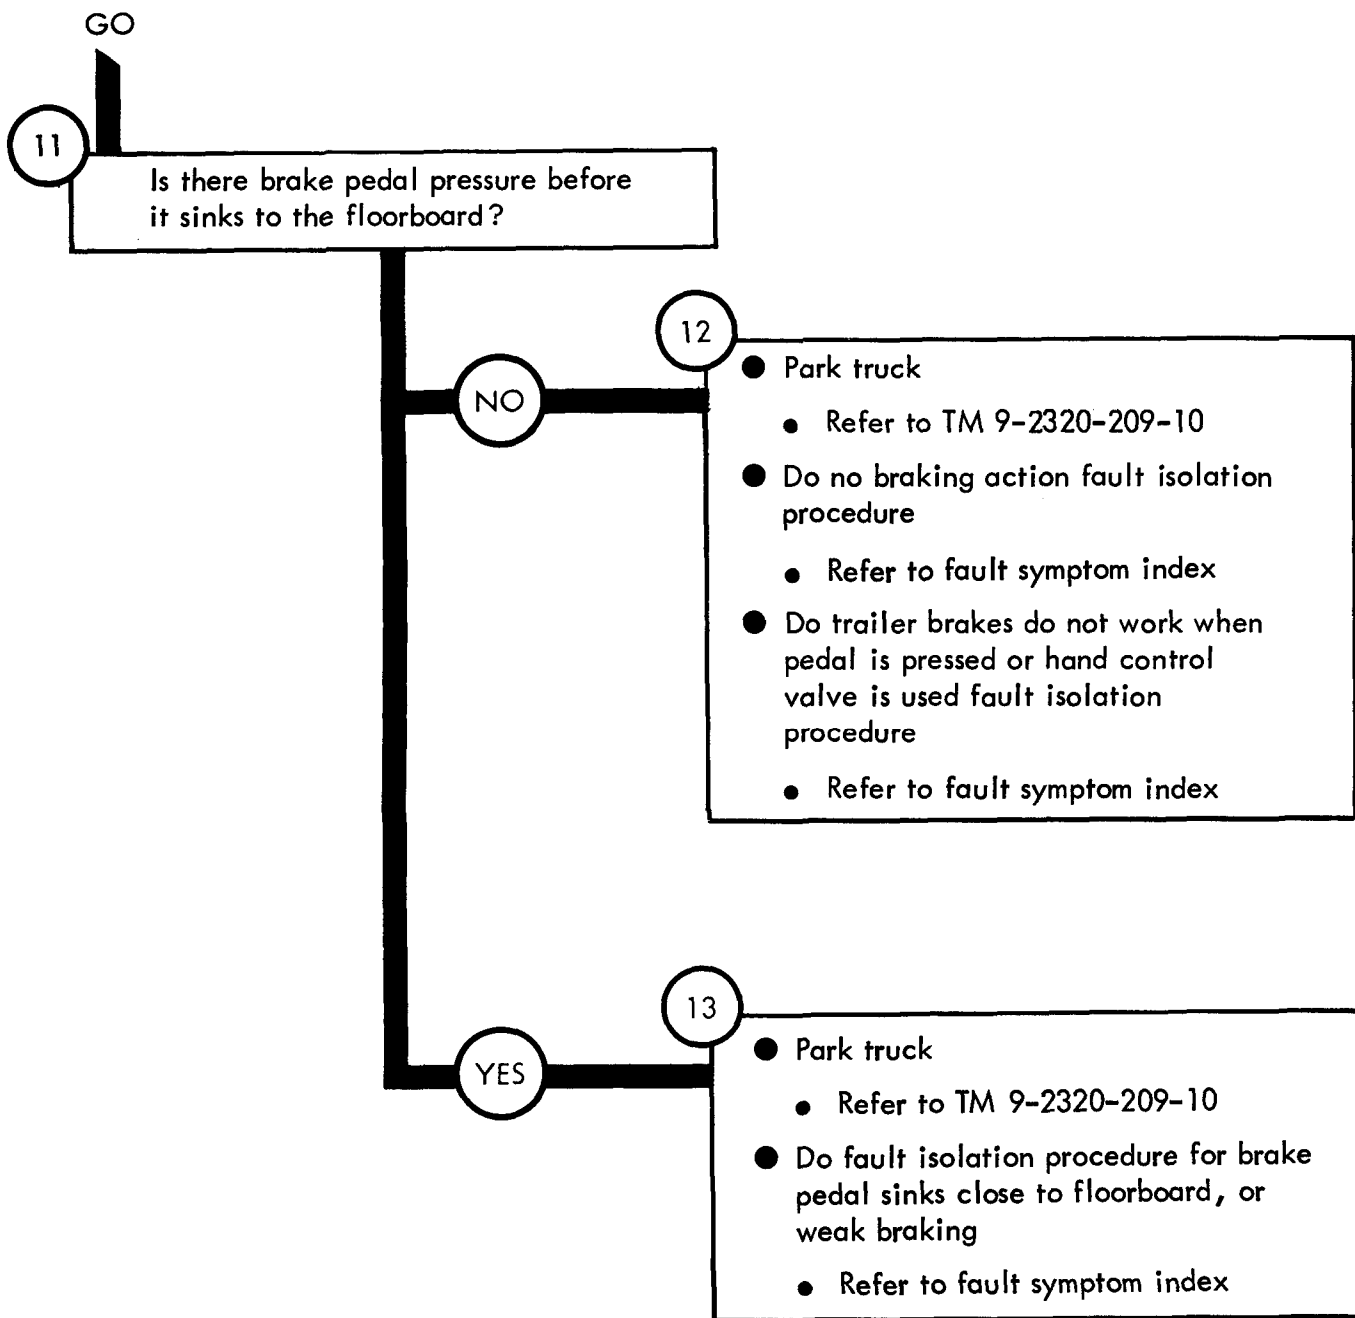 GO
11
Is there brake pedal pressure before
it sinks to the floorboard?
12
NO
● Park truck
● Refer to TM 9-2320-209-10
● Do no braking action fault isolation
procedure
● Refer to fault symptom index
● Do trailer brakes do not work when
pedal is pressed or hand control
valve is used fault isolation
procedure
● Refer to fault symptom index
13
YES
● Park truck
● Refer to TM 9-2320-209-10
● Do fault isolation procedure for brake
pedal sinks close to floorboard, or
weak braking
● Refer to fault symptom index